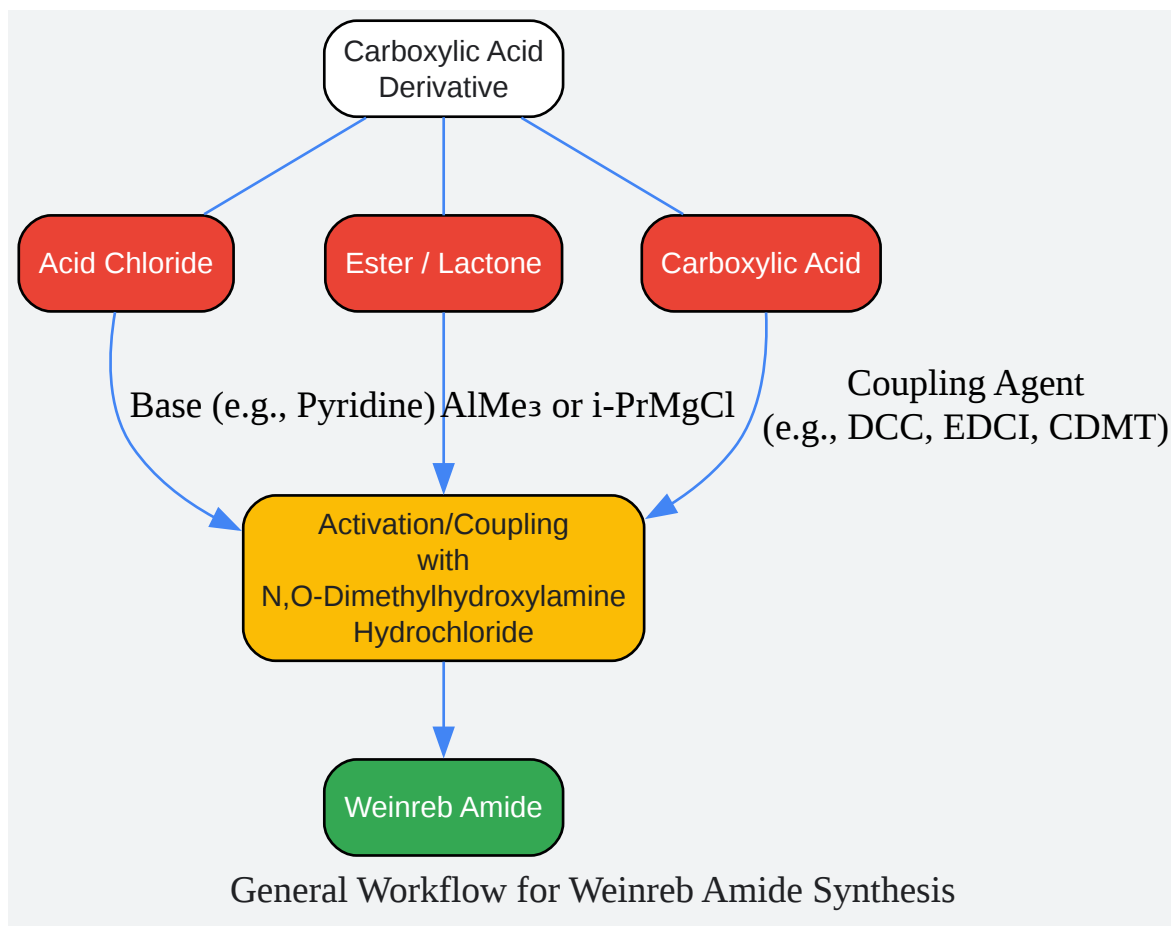 Carboxylic Acid
Derivative
Acid Chloride
Ester / Lactone
Carboxylic Acid
Base (e.g., Pyridine)
AlMe₃ or i-PrMgCl
Coupling Agent
(e.g., DCC, EDCI, CDMT)
Activation/Coupling
with
N,O-Dimethylhydroxylamine
Hydrochloride
Weinreb Amide
General Workflow for Weinreb Amide Synthesis